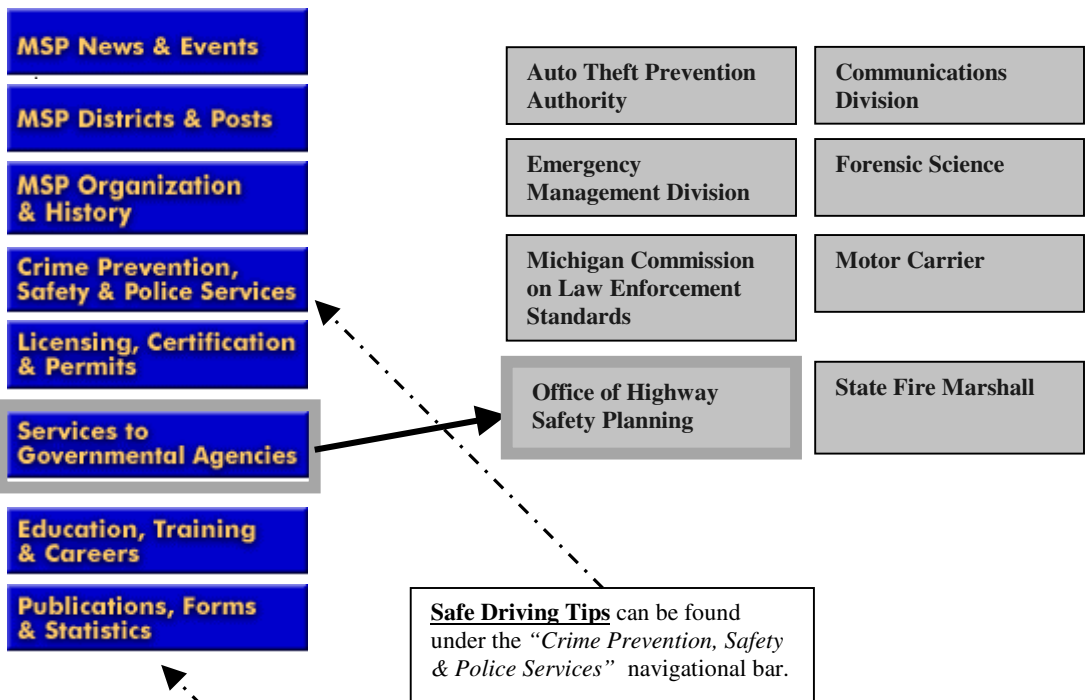 MSP News & Events
MSP Districts & Posts
MSP Organization
& History
Crime Prevention,
Safety & Police Services
Licensing, Certification
& Permits
Services to
Governmental Agencies
Education, Training
& Careers
Publications, Forms
& Statistics
Auto Theft Prevention
Authority
Communications
Division
Emergency
Management Division
Forensic Science
Michigan Commission
on Law Enforcement
Standards
Motor Carrier
Office of Highway
Safety Planning
State Fire Marshall
Safe Driving Tips can be found
under the “Crime Prevention, Safety
& Police Services” navigational bar.